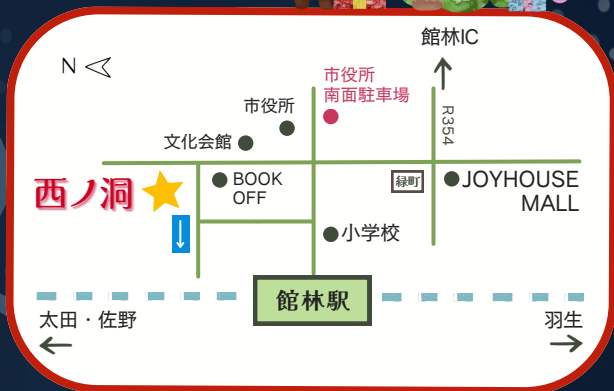 館林IC
N
市役所
南面駐車場
市役所
R354
文化会館
西ノ洞
BOOK
OFF
緑町
JOYHOUSE
MALL
小学校
館林駅
太田・佐野
羽生